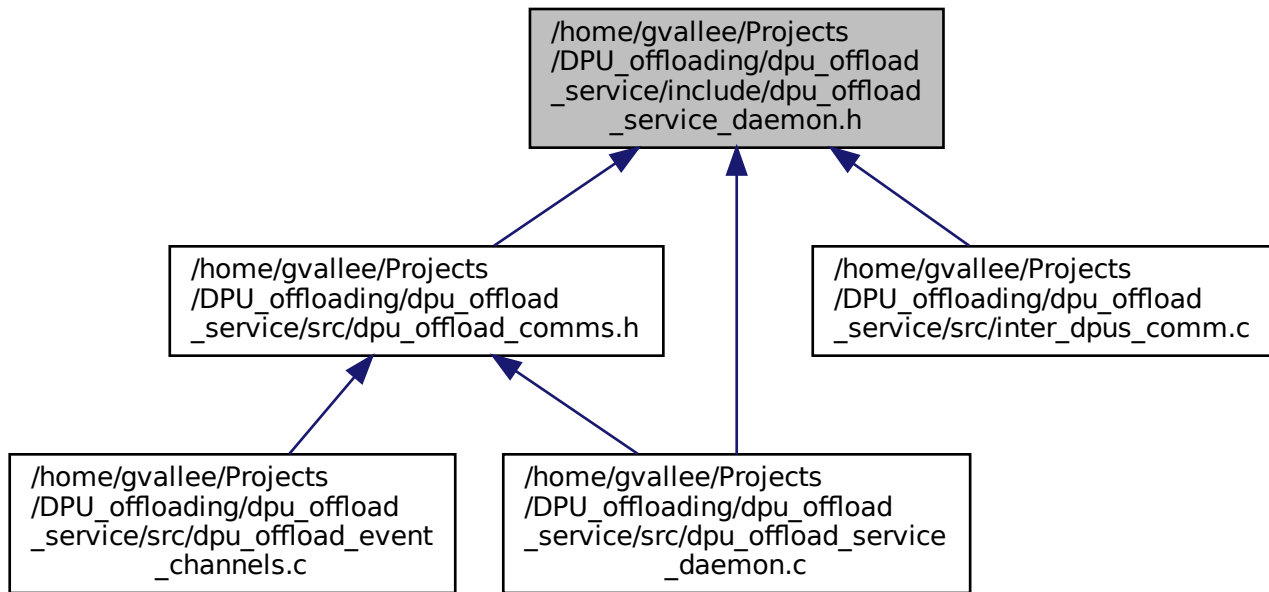 /home/gvallee/Projects
/DPU_offloading/dpu_offload
_service/include/dpu_offload
_service_daemon.h
/home/gvallee/Projects
/DPU_offloading/dpu_offload
_service/src/dpu_offload_comms.h
/home/gvallee/Projects
/DPU_offloading/dpu_offload
_service/src/inter_dpus_comm.c
/home/gvallee/Projects
/DPU_offloading/dpu_offload
_service/src/dpu_offload_event
_channels.c
/home/gvallee/Projects
/DPU_offloading/dpu_offload
_service/src/dpu_offload_service
_daemon.c